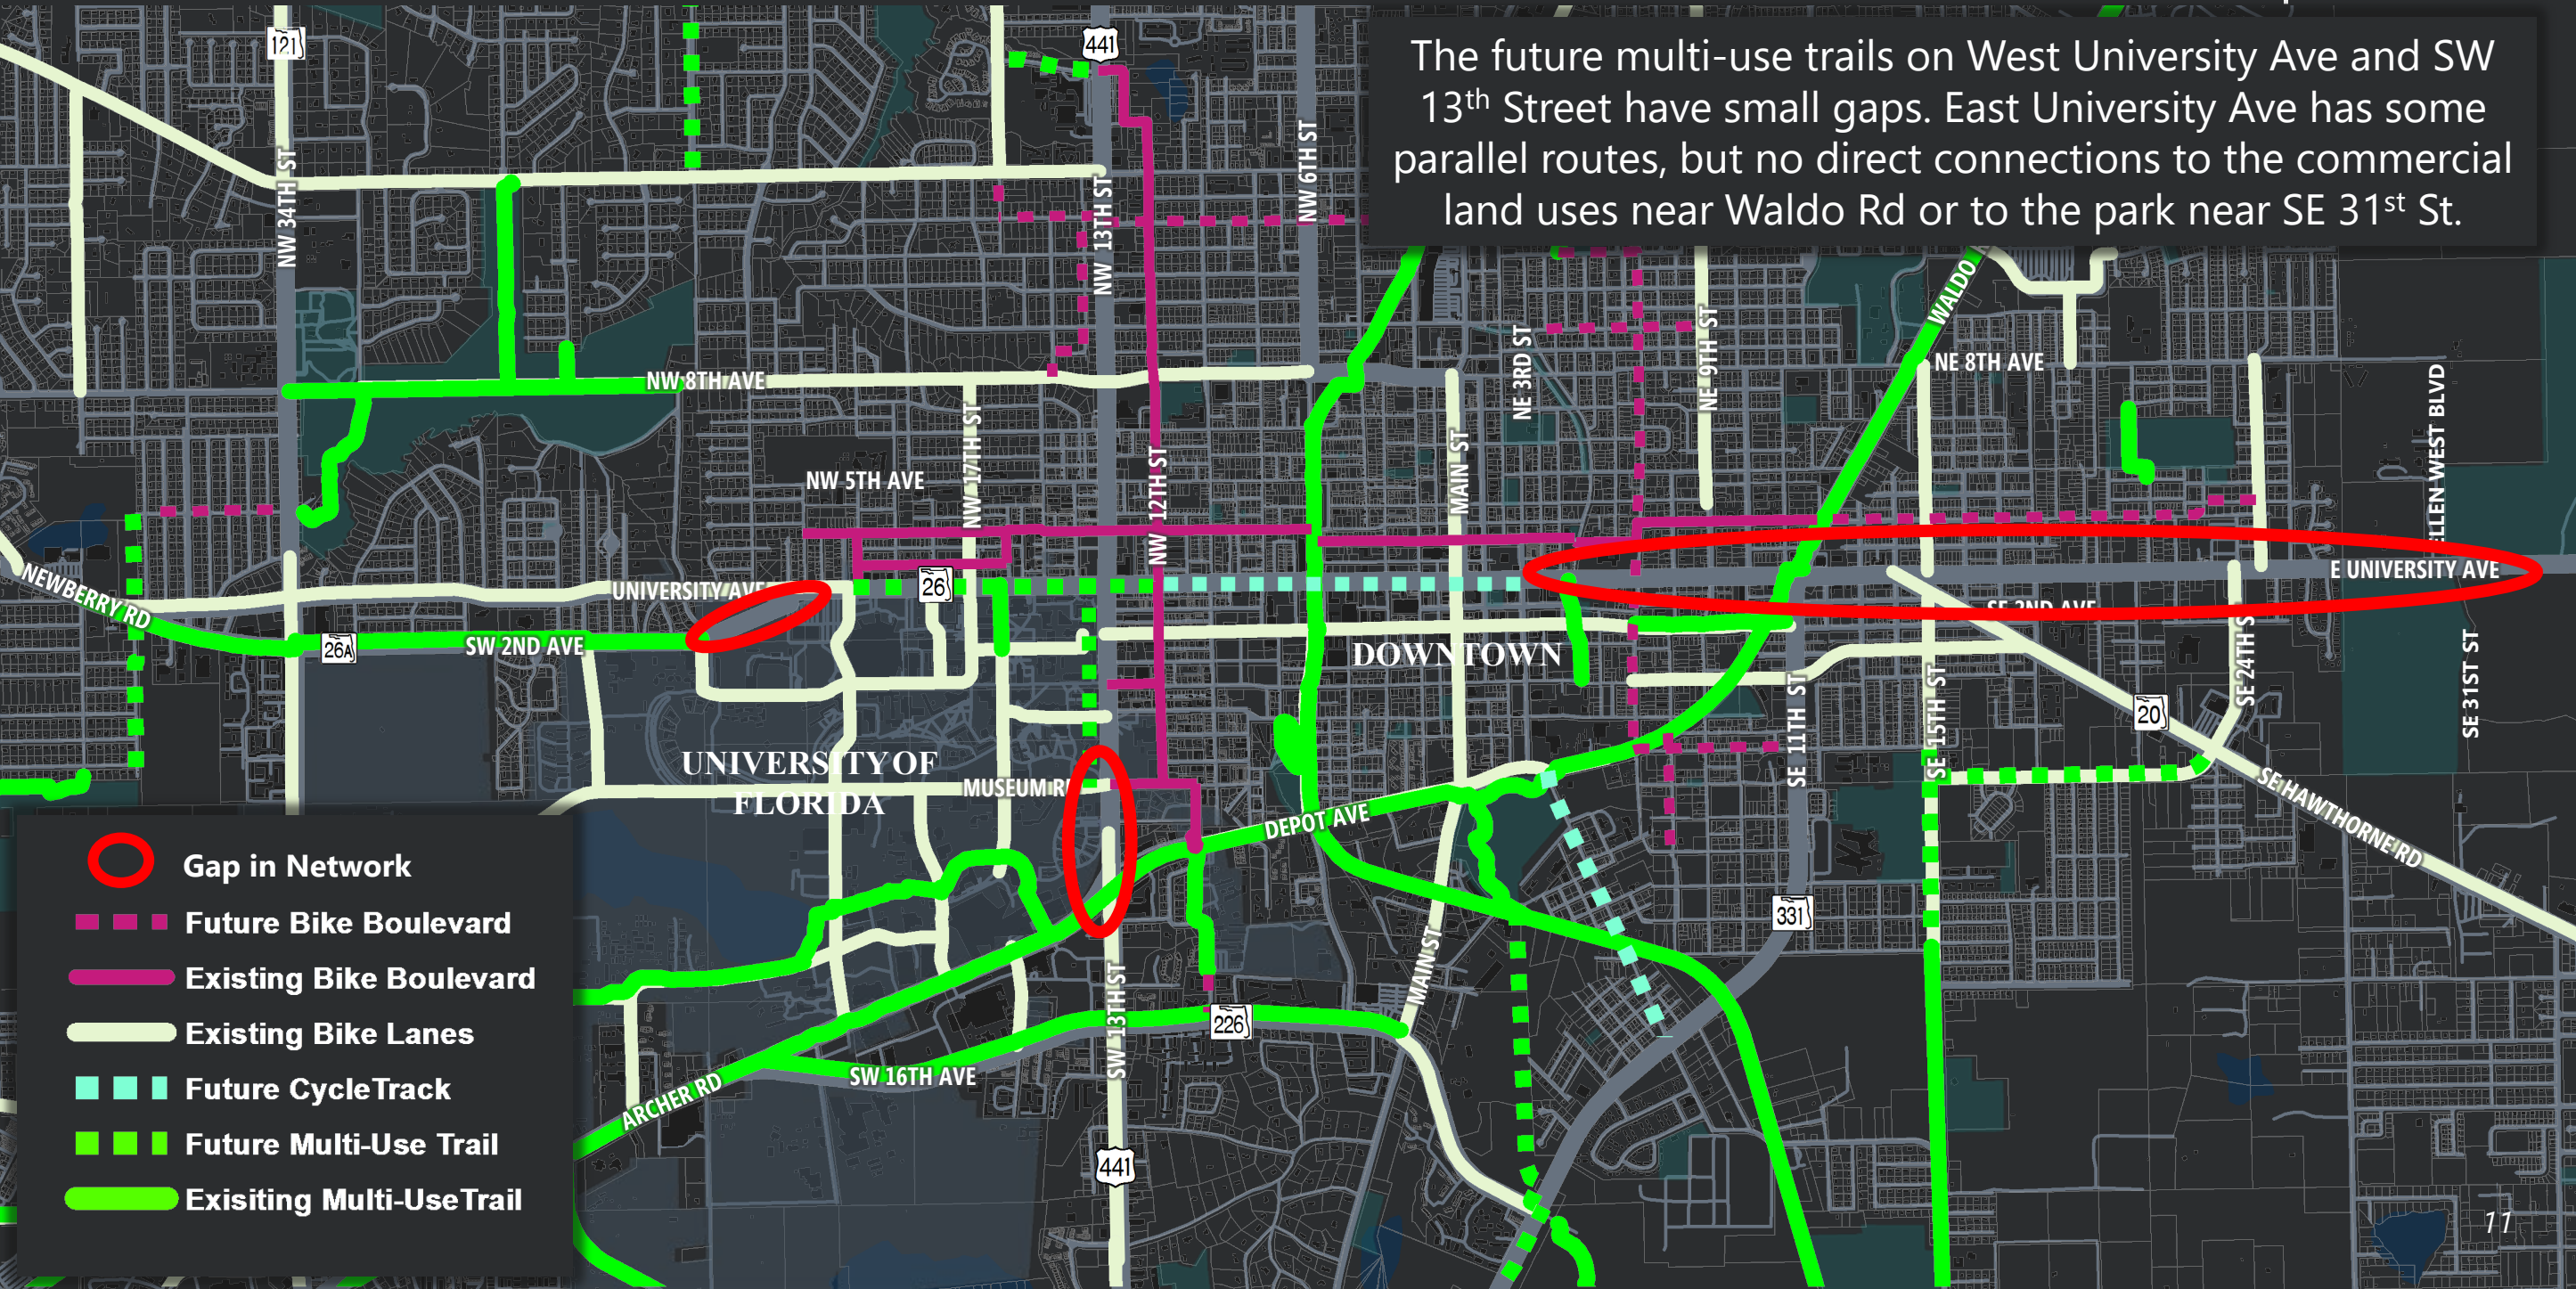 The future multi-use trails on West University Ave and SW
13th Street have small gaps. East University Ave has some
parallel routes, but no direct connections to the commercial
land uses near Waldo Rd or to the park near SE 31st St.
121
441
NW 34TH ST
NW 13TH ST
NW 6TH ST
WALDO
NE 3RD ST
NE 9TH ST
NE 8TH AVE
NW 8TH AVE
NW 17TH ST
NW 12TH ST
MAIN ST
ELLEN WEST BLVD
NW 5TH AVE
NEWBERRY RD
UNIVERSITY AVE
26
E UNIVERSITY AVE
SE 2ND AVE
26A
SW 2ND AVE
DOWNTOWN
SE 24TH S
SE 31ST ST
SE 11TH ST
SE 15TH ST
20
UNIVERSITY OF
FLORIDA
MUSEUM R
DEPOT AVE
SE HAWTHORNE RD
331
MAIN ST
SW 13TH ST
226
SW 16TH AVE
ARCHER RD
441
Gap in Network
Future Bike Boulevard
Existing Bike Boulevard
Existing Bike Lanes
Future CycleTrack
Future Multi-Use Trail
Exisiting Multi-UseTrail
11